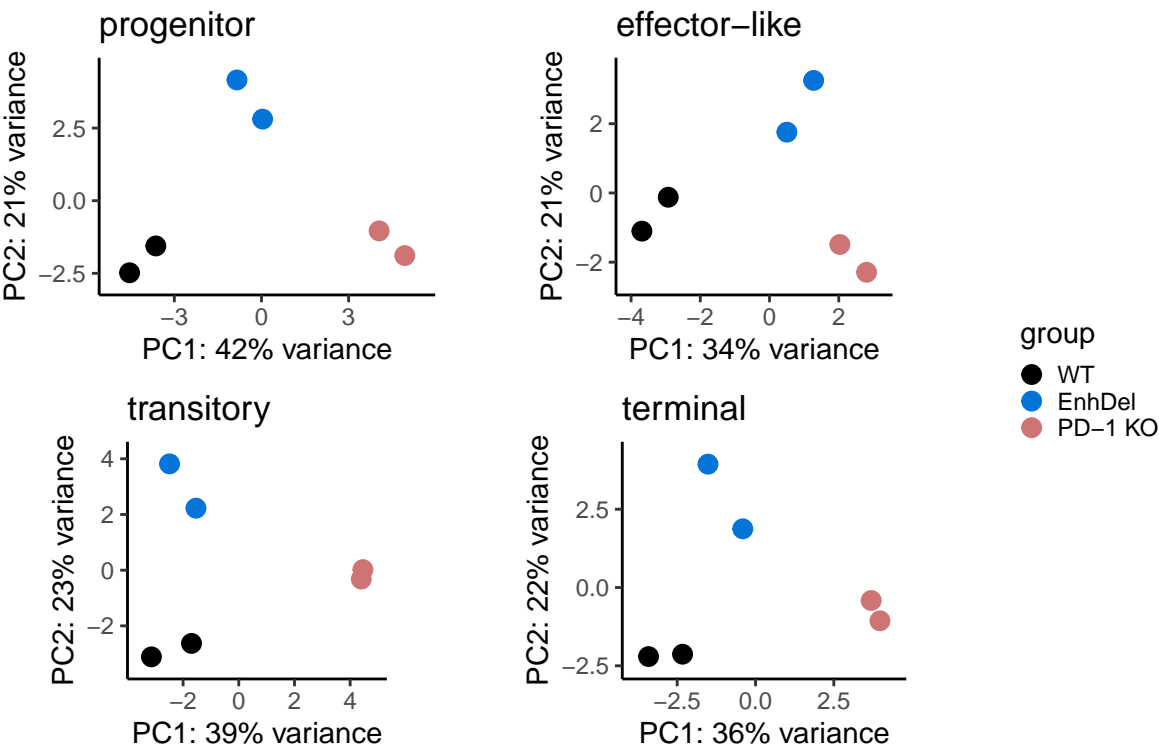 progenitor
PC2: 21% variance
2.5
0.0
−2.5
−3 0 3
PC1: 42% variance
effector−like
PC2: 21% variance
2
0
−2
−4 −2 0 2
PC1: 34% variance
transitory
PC2: 23% variance
4
2
0
−2
−2 0 2 4
PC1: 39% variance
terminal
PC2: 22% variance
2.5
0.0
−2.5
−2.5 0.0 2.5
PC1: 36% variance
group
WT
EnhDel
PD−1 KO